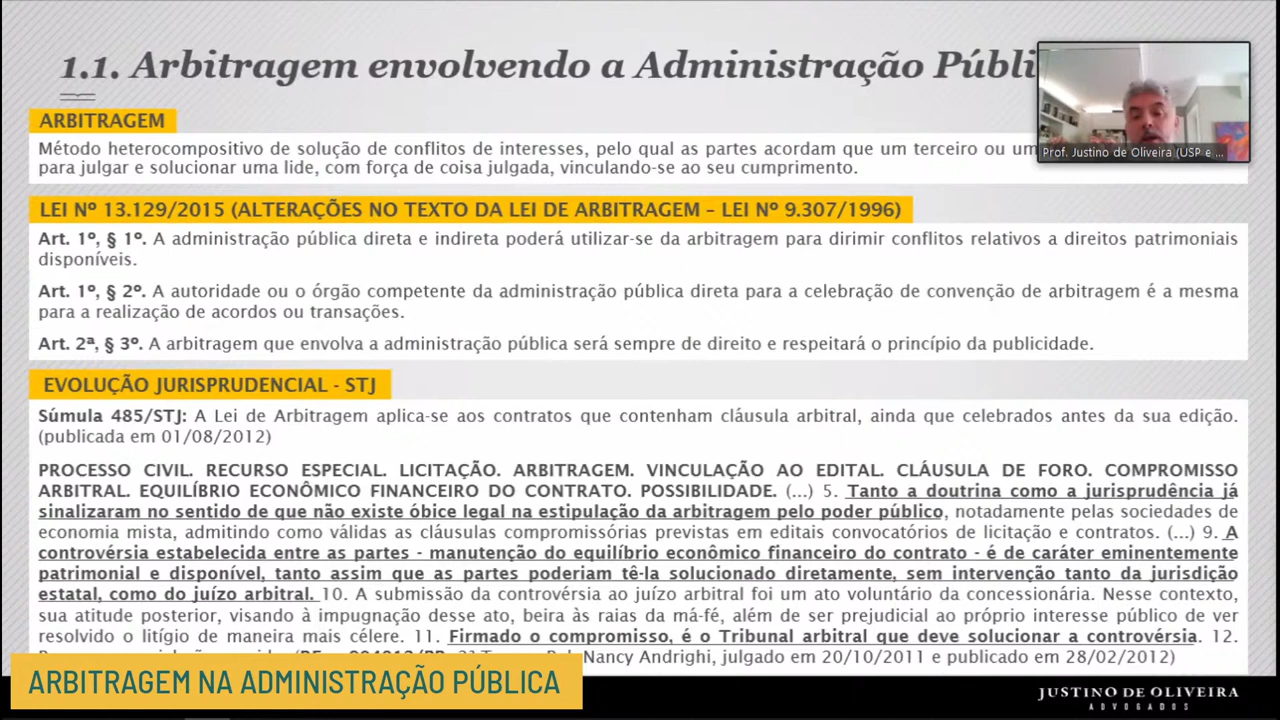 1.1. Arbitragem envolvendo a Administração Públi
ARBITRAGEM
Método heterocompositivo de solução de conflitos de interesses, pelo qual as partes acordam que um terceiro ou um
para julgar e solucionar uma lide, com força de coisa julgada, vinculando-se ao seu cumprimento.
Prof. Justino de Oliveira (USP e ...
LEI Nº 13.129/2015 (ALTERAÇÕES NO TEXTO DA LEI DE ARBITRAGEM – LEI Nº 9.307/1996)
Art. 1º, § 1º. A administração pública direta e indireta poderá utilizar-se da arbitragem para dirimir conflitos relativos a direitos patrimoniais
disponíveis.
Art. 1º, § 2º. A autoridade ou o órgão competente da administração pública direta para a celebração de convenção de arbitragem é a mesma
para a realização de acordos ou transações.
Art. 2ª, § 3º. A arbitragem que envolva a administração pública será sempre de direito e respeitará o princípio da publicidade.
EVOLUÇÃO JURISPRUDENCIAL - STJ
Súmula 485/STJ: A Lei de Arbitragem aplica-se aos contratos que contenham cláusula arbitral, ainda que celebrados antes da sua edição.
(publicada em 01/08/2012)
PROCESSO CIVIL. RECURSO ESPECIAL. LICITAÇÃO. ARBITRAGEM. VINCULAÇÃO AO EDITAL. CLÁUSULA DE FORO. COMPROMISSO
ARBITRAL. EQUILÍBRIO ECONÔMICO FINANCEIRO DO CONTRATO. POSSIBILIDADE. (...) 5. Tanto a doutrina como a jurisprudência já
sinalizaram no sentido de que não existe óbice legal na estipulação da arbitragem pelo poder público, notadamente pelas sociedades de
economia mista, admitindo como válidas as cláusulas compromissórias previstas em editais convocatórios de licitação e contratos. (...) 9. A
controvérsia estabelecida entre as partes - manutenção do equilíbrio econômico financeiro do contrato - é de caráter eminentemente
patrimonial e disponível, tanto assim que as partes poderiam tê-la solucionado diretamente, sem intervenção tanto da jurisdição
estatal, como do juízo arbitral. 10. A submissão da controvérsia ao juízo arbitral foi um ato voluntário da concessionária. Nesse contexto,
sua atitude posterior, visando à impugnação desse ato, beira às raias da má-fé, além de ser prejudicial ao próprio interesse público de ver
resolvido o litígio de maneira mais célere. 11. Firmado o compromisso, é o Tribunal arbitral que deve solucionar a controvérsia. 12.
Nancy Andrighi, julgado em 20/10/2011 e publicado em 28/02/2012)
ARBITRAGEM NA ADMINISTRAÇÃO PÚBLICA
JUSTINO DE OLIVEIRA
ADVOGADOS